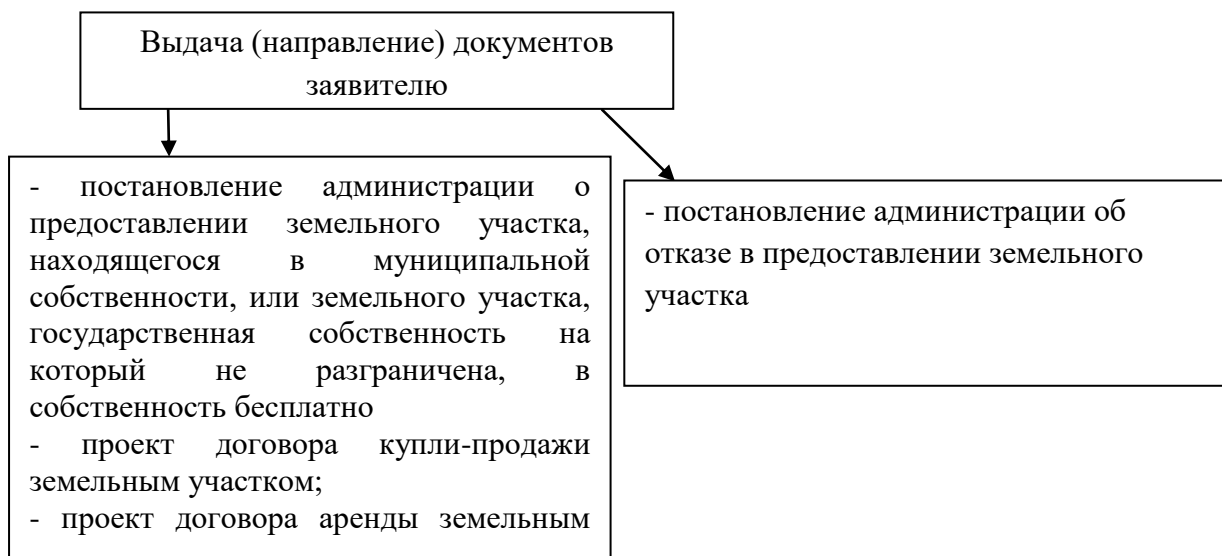 Выдача (направление) документов
заявителю
- постановление администрации о
предоставлении земельного участка,
находящегося в муниципальной
собственности, или земельного участка,
государственная собственность на
который не разграничена, в
собственность бесплатно
- проект договора купли-продажи
земельным участком;
- проект договора аренды земельным
- постановление администрации об
отказе в предоставлении земельного
участка